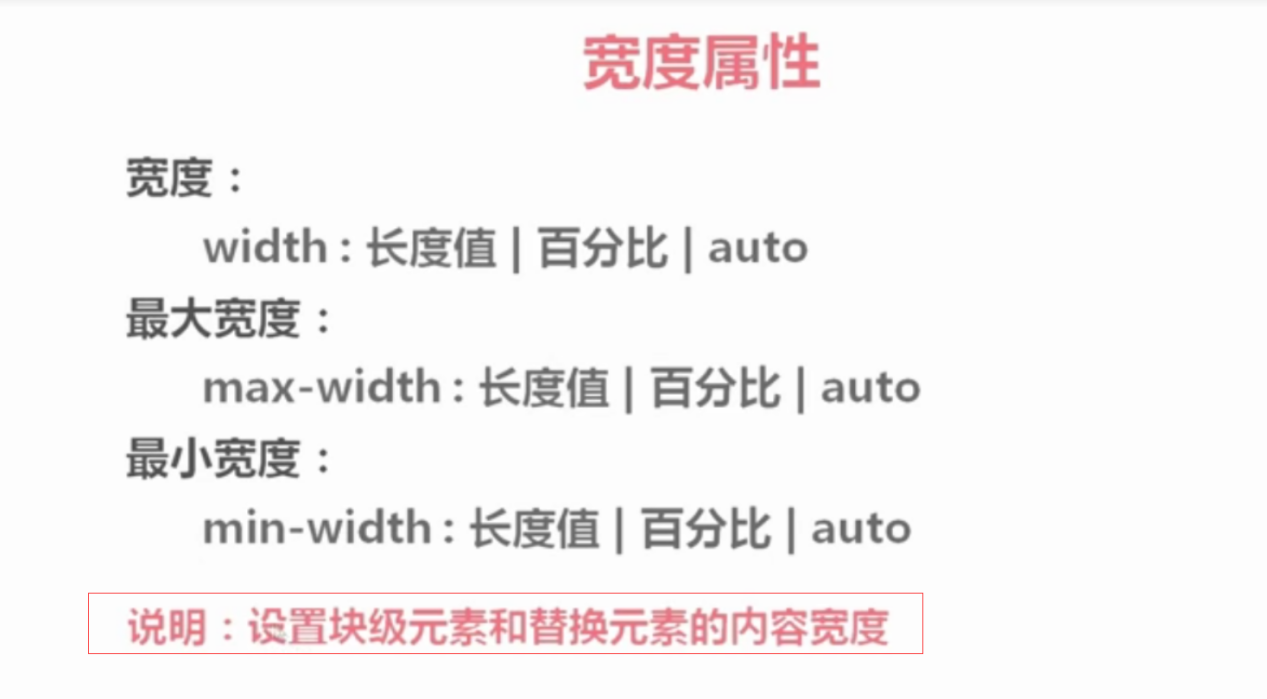 宽度属性
宽度：
width : 长度值 | 百分比 | auto
最大宽度：
max-width : 长度值 | 百分比 | auto
最小宽度：
min-width : 长度值 | 百分比 | auto
说明：设置块级元素和替换元素的内容宽度